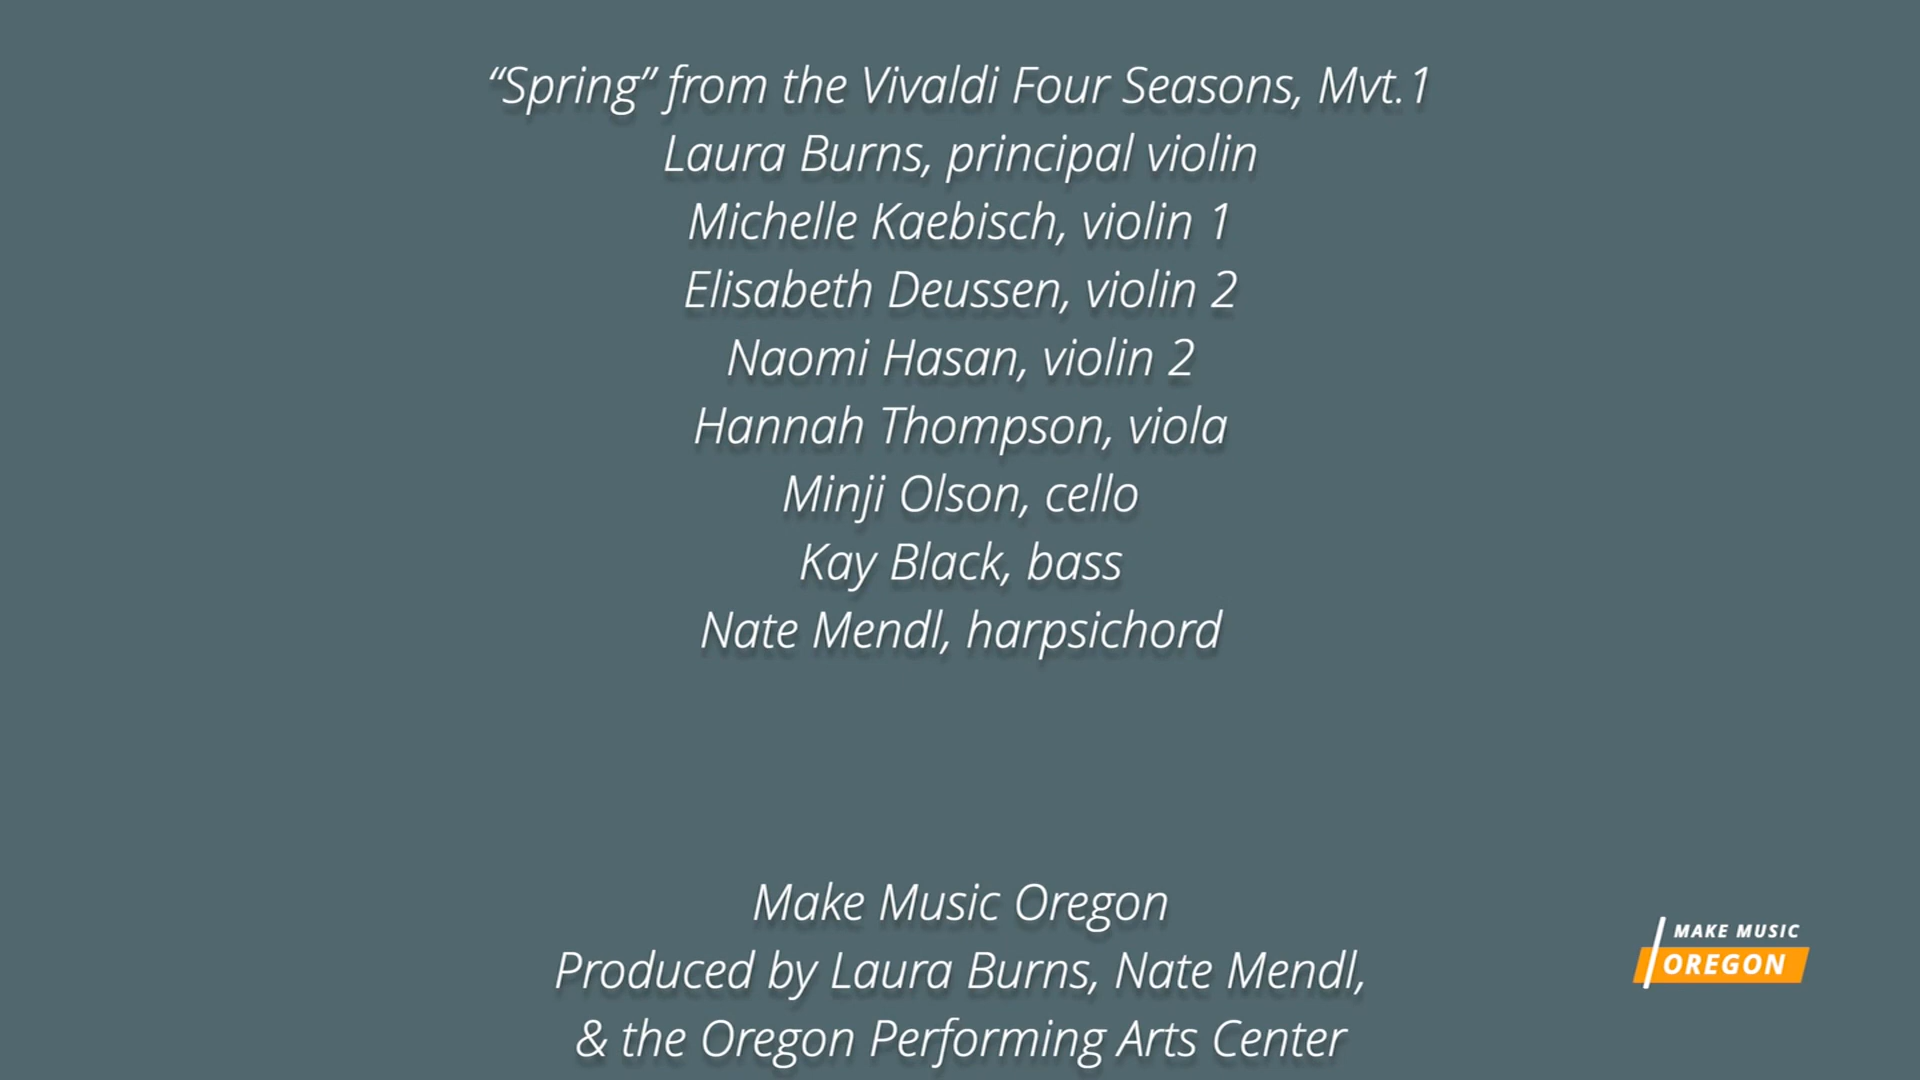 “Spring” from the Vivaldi Four Seasons, Mvt.1
Laura Burns, principal violin
Michelle Kaebisch, violin 1
Elisabeth Deussen, violin 2
Naomi Hasan, violin 2
Hannah Thompson, viola
Minji Olson, cello
Kay Black, bass
Nate Mendl, harpsichord
Make Music Oregon
Produced by Laura Burns, Nate Mendl,
& the Oregon Performing Arts Center
MAKE MUSIC
OREGON